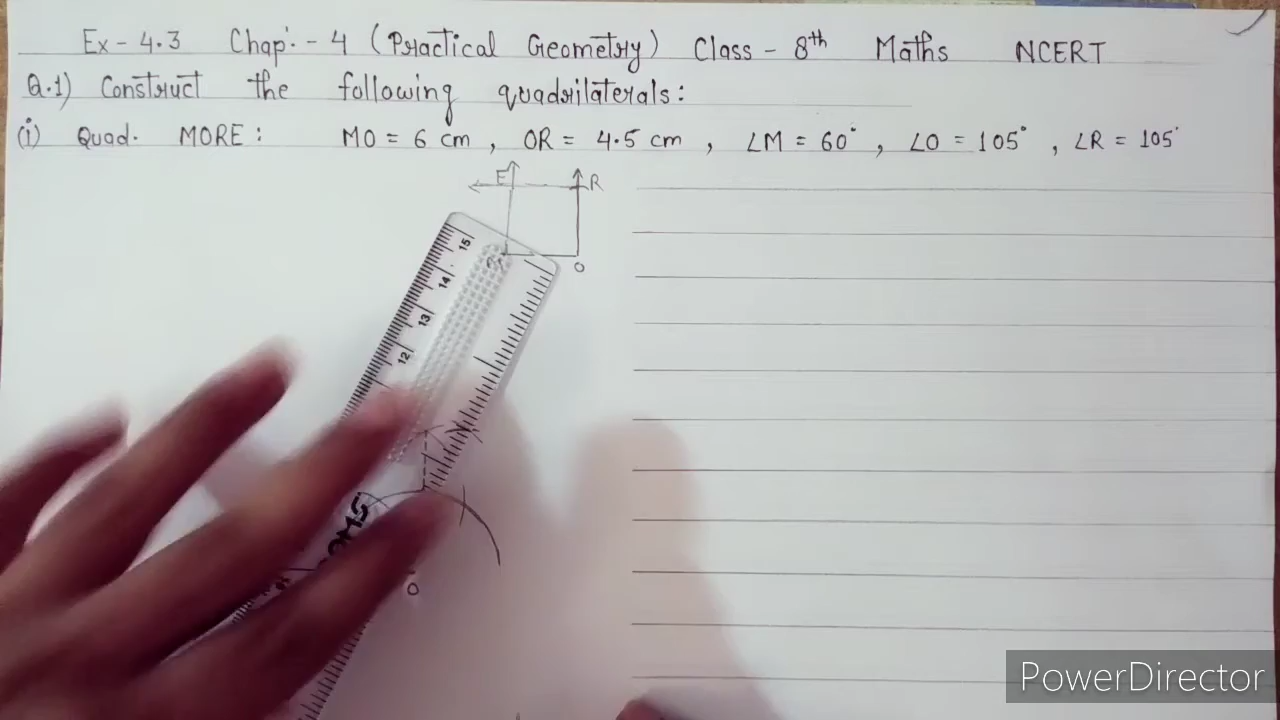 Ex - 4.3 Chap. - 4 (Practical Geometry) Class - 8th Maths NCERT
Q.1) Construct the following quadrilaterals:
(i) Quad. MORE: MO = 6 cm, OR = 4.5 cm, ∠M = 60°, ∠O = 105°, ∠R = 105°
E R
M O
15
14
13
12
O
PowerDirector